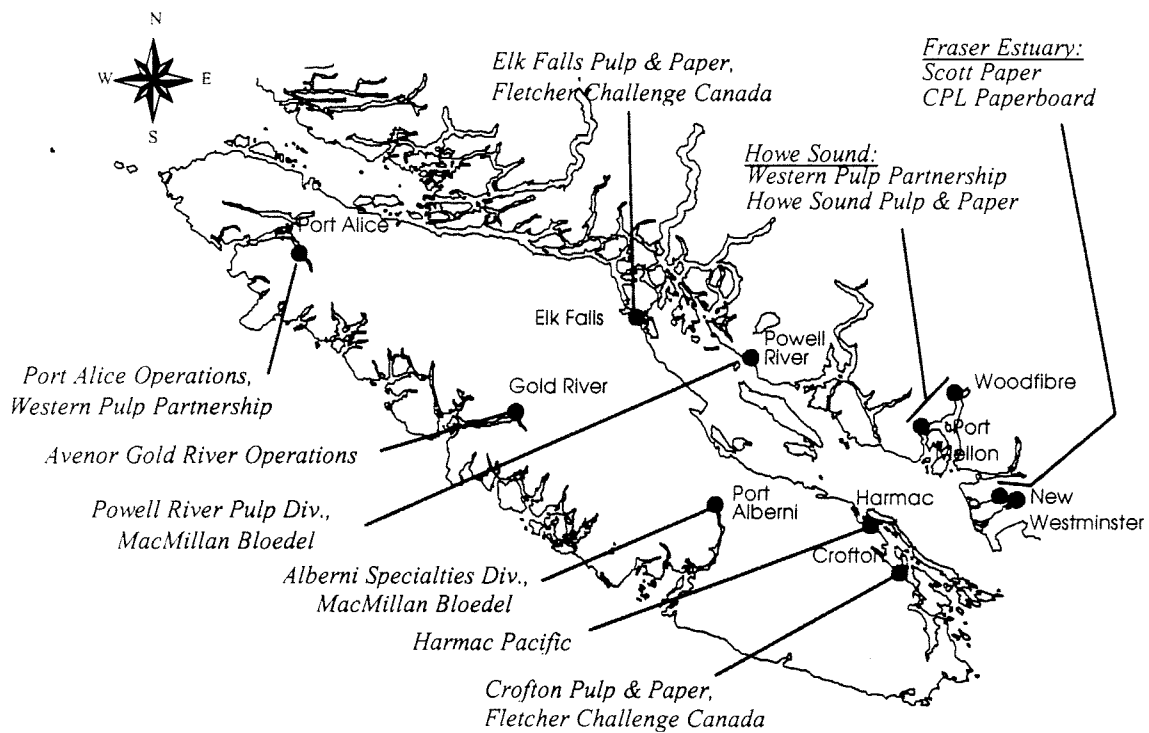 N
W
E
S
Elk Falls Pulp & Paper,
Fletcher Challenge Canada
Fraser Estuary:
Scott Paper
CPL Paperboard
Howe Sound:
Western Pulp Partnership
Howe Sound Pulp & Paper
Port Alice
Elk Falls
Powell
River
Port Alice Operations,
Western Pulp Partnership
Gold River
Woodfibre
Port
Mellon
Avenor Gold River Operations
Powell River Pulp Div.,
MacMillan Bloedel
Port
Alberni
Harmac
New
Westminster
Crofton
Alberni Specialties Div.,
MacMillan Bloedel
Harmac Pacific
Crofton Pulp & Paper,
Fletcher Challenge Canada